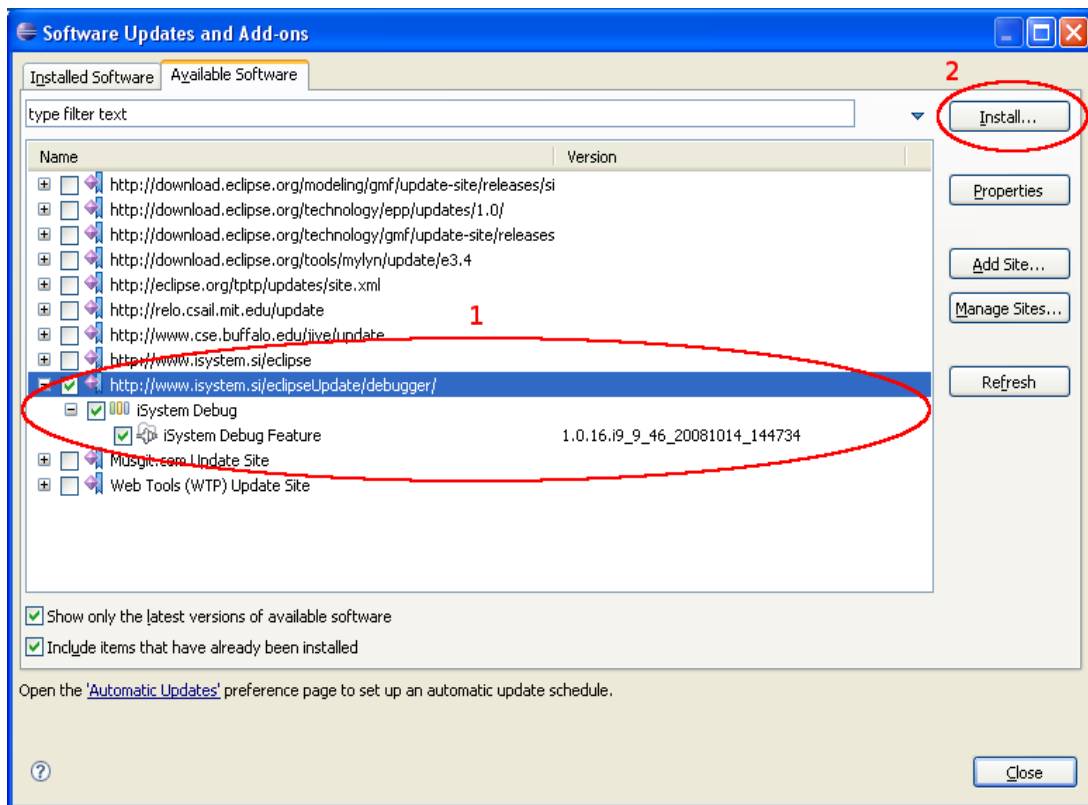 Software Updates and Add-ons
Installed Software Available Software
2
type filter text
Install...
Name Version
http://download.eclipse.org/modeling/gmf/update-site/releases/si
Properties
http://download.eclipse.org/technology/epp/updates/1.0/
http://download.eclipse.org/technology/gmf/update-site/releases
http://download.eclipse.org/tools/mylyn/update/e3.4
Add Site...
http://eclipse.org/tptp/updates/site.xml
http://relo.csail.mit.edu/update
Manage Sites...
1
http://www.cse.buffalo.edu/jive/update
http://www.isystem.si/eclipse
http://www.isystem.si/eclipseUpdate/debugger/
Refresh
iSystem Debug
iSystem Debug Feature 1.0.16.i9_9_46_20081014_144734
Musgit.com Update Site
Web Tools (WTP) Update Site
Show only the latest versions of available software
Include items that have already been installed
Open the 'Automatic Updates' preference page to set up an automatic update schedule.
?
Close